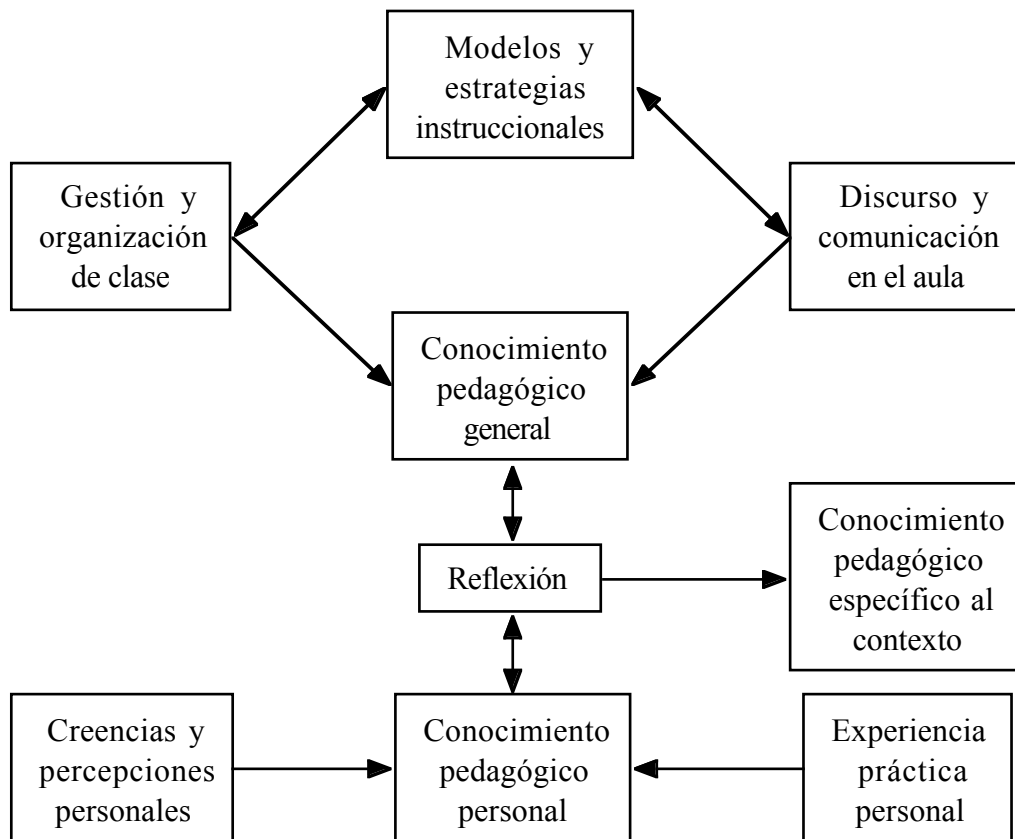 Modelos y
estrategias
instruccionales
Gestión y
organización
de clase
Discurso y
comunicación
en el aula
Conocimiento
pedagógico
general
Conocimiento
pedagógico
específico al
contexto
Reflexión
Creencias y
percepciones
personales
Conocimiento
pedagógico
personal
Experiencia
práctica
personal